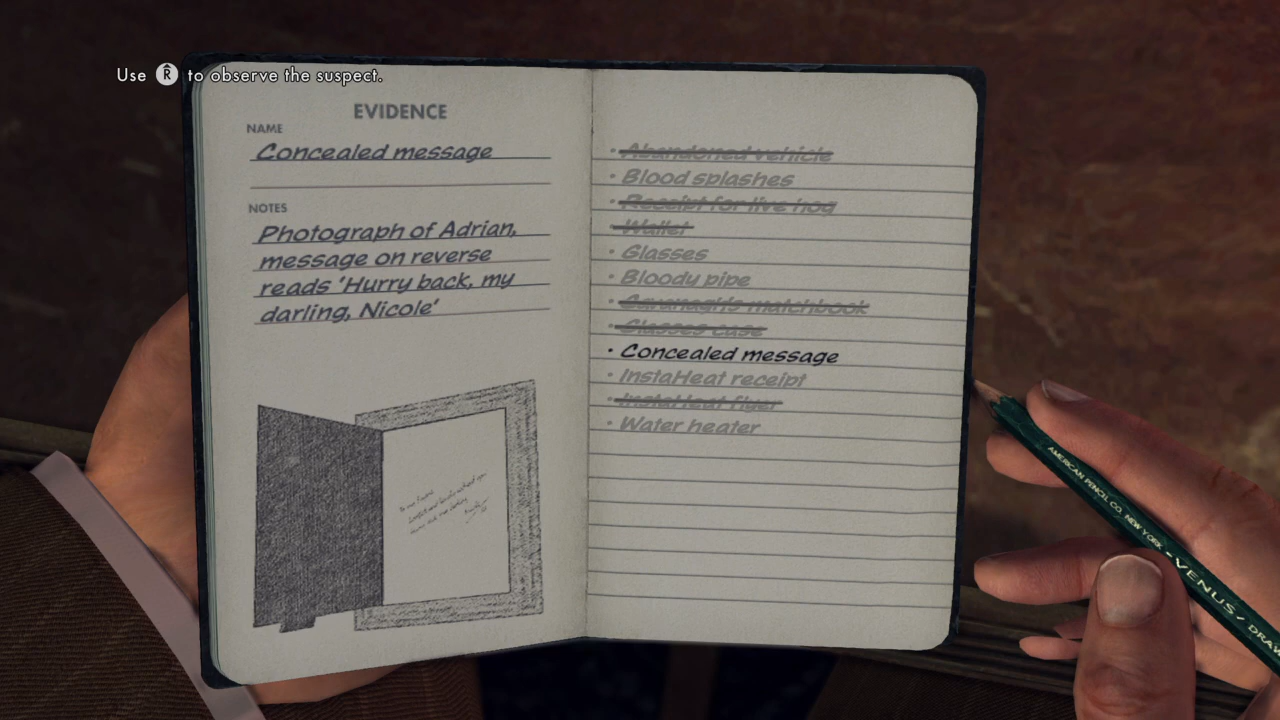 Use R to observe the suspect.
EVIDENCE
NAME
Concealed message
NOTES
Photograph of Adrian,
message on reverse
reads 'Hurry back, my
darling, Nicole'
• Abandoned vehicle
• Blood splashes
• Receipt for live hog
• Wallet
• Glasses
• Bloody pipe
• Cavanagh's matchbook
• Glasses case
• Concealed message
• InstaHeat receipt
• InstaHeat flyer
• Water heater
AMERICAN PENCIL CO. NEW YORK
VENUS